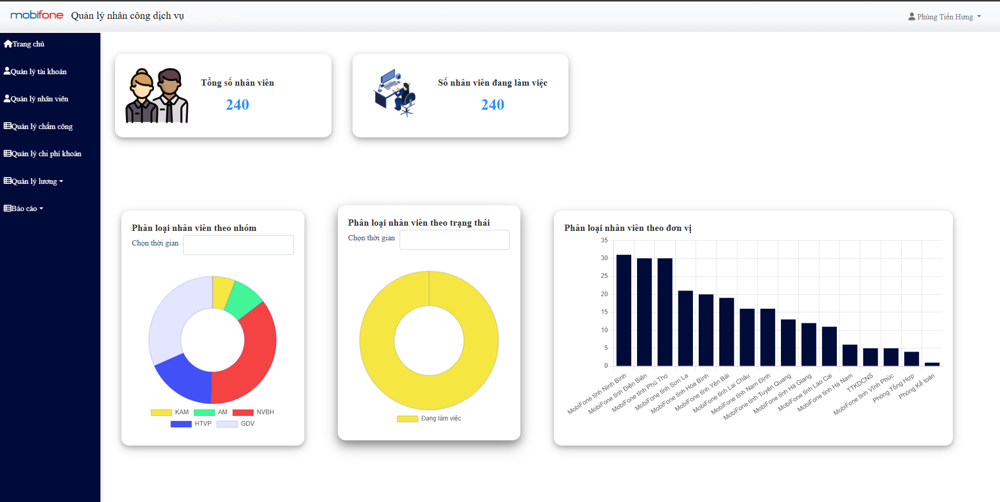 mobifone Quản lý nhân công dịch vụ
Phùng Tiến Hưng
Trang chủ
Quản lý tài khoản
Quản lý nhân viên
Quản lý chấm công
Quản lý chi phí khoán
Quản lý lương
Báo cáo
Tổng số nhân viên
240
Số nhân viên đang làm việc
240
Phân loại nhân viên theo nhóm
Chọn thời gian
KAM AM NVBH
HTVP GDV
Phân loại nhân viên theo trạng thái
Chọn thời gian
Đang làm việc
Phân loại nhân viên theo đơn vị
35
30
25
20
15
10
5
0
MobiFone tỉnh Ninh Bình
MobiFone tỉnh Điện Biên
MobiFone tỉnh Phú Thọ
MobiFone tỉnh Sơn La
MobiFone tỉnh Hòa Bình
MobiFone tỉnh Yên Bái
MobiFone tỉnh Lai Châu
MobiFone tỉnh Nam Định
MobiFone tỉnh Tuyên Quang
MobiFone tỉnh Hà Giang
MobiFone tỉnh Lào Cai
MobiFone tỉnh Hà Nam
TTKDCNS
MobiFone tỉnh Vĩnh Phúc
Phòng Tổng Hợp
Phòng Kế toán